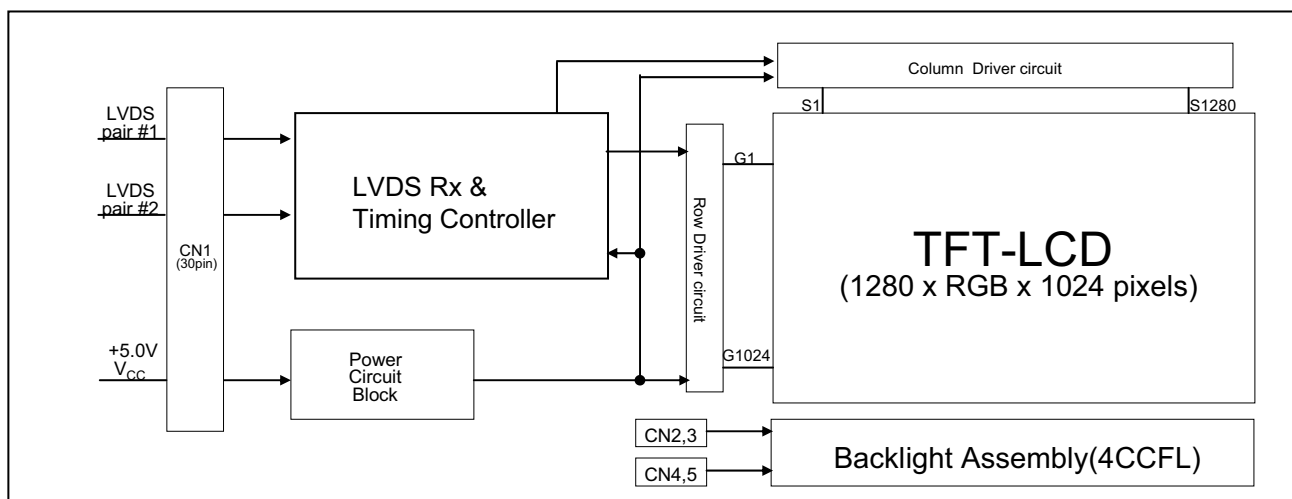 Column Driver circuit
S1
S1280
LVDS
pair #1
LVDS
pair #2
CN1
(30pin)
+5.0V
VCC
LVDS Rx &
Timing Controller
Power
Circuit
Block
Row Driver circuit
G1
G1024
TFT-LCD
(1280 x RGB x 1024 pixels)
CN2,3
CN4,5
Backlight Assembly(4CCFL)